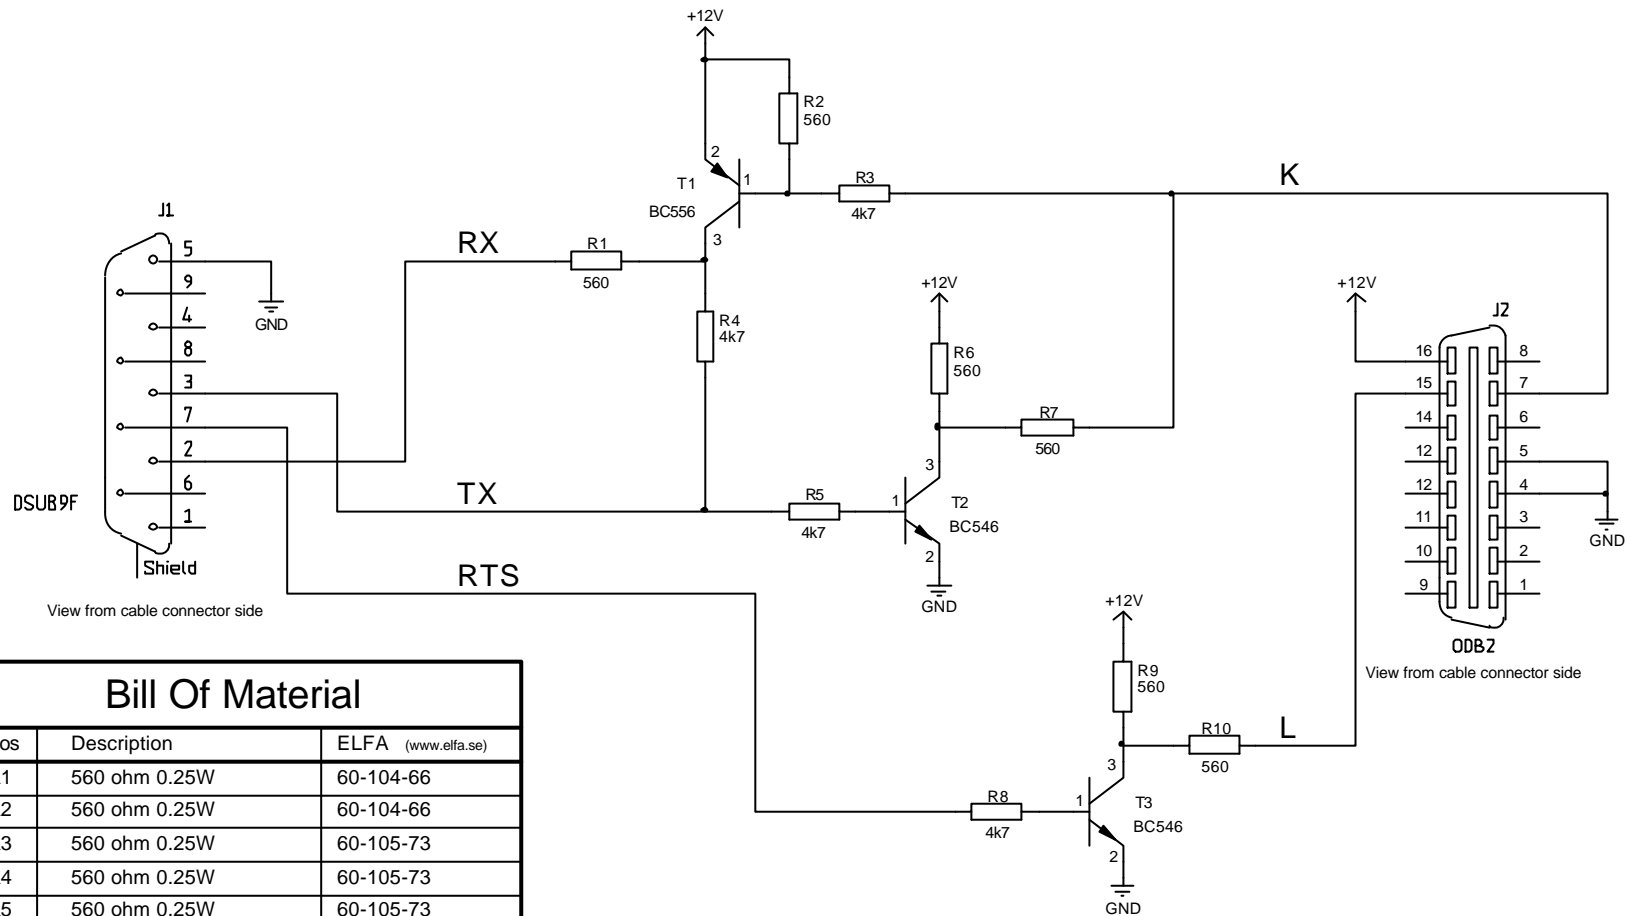 +12V
R2
560
2
T1
1
BC556
3
R3
4k7
K
J1
5
9
4
8
3
7
2
6
1
DSUB9F
Shield
View from cable connector side
GND
RX
R1
560
R4
4k7
+12V
R6
560
R7
560
3
1
T2
BC546
2
GND
TX
R5
4k7
RTS
+12V
J2
16
15
14
12
12
11
10
9
8
7
6
5
4
3
2
1
GND
ODB2
View from cable connector side
+12V
R9
560
R10
560
L
3
1
T3
BC546
2
GND
R8
4k7
Bill Of Material
os Description ELFA (www.elfa.se)
1 560 ohm 0.25W 60-104-66
2 560 ohm 0.25W 60-104-66
3 560 ohm 0.25W 60-105-73
4 560 ohm 0.25W 60-105-73
5 560 ohm 0.25W 60-105-73